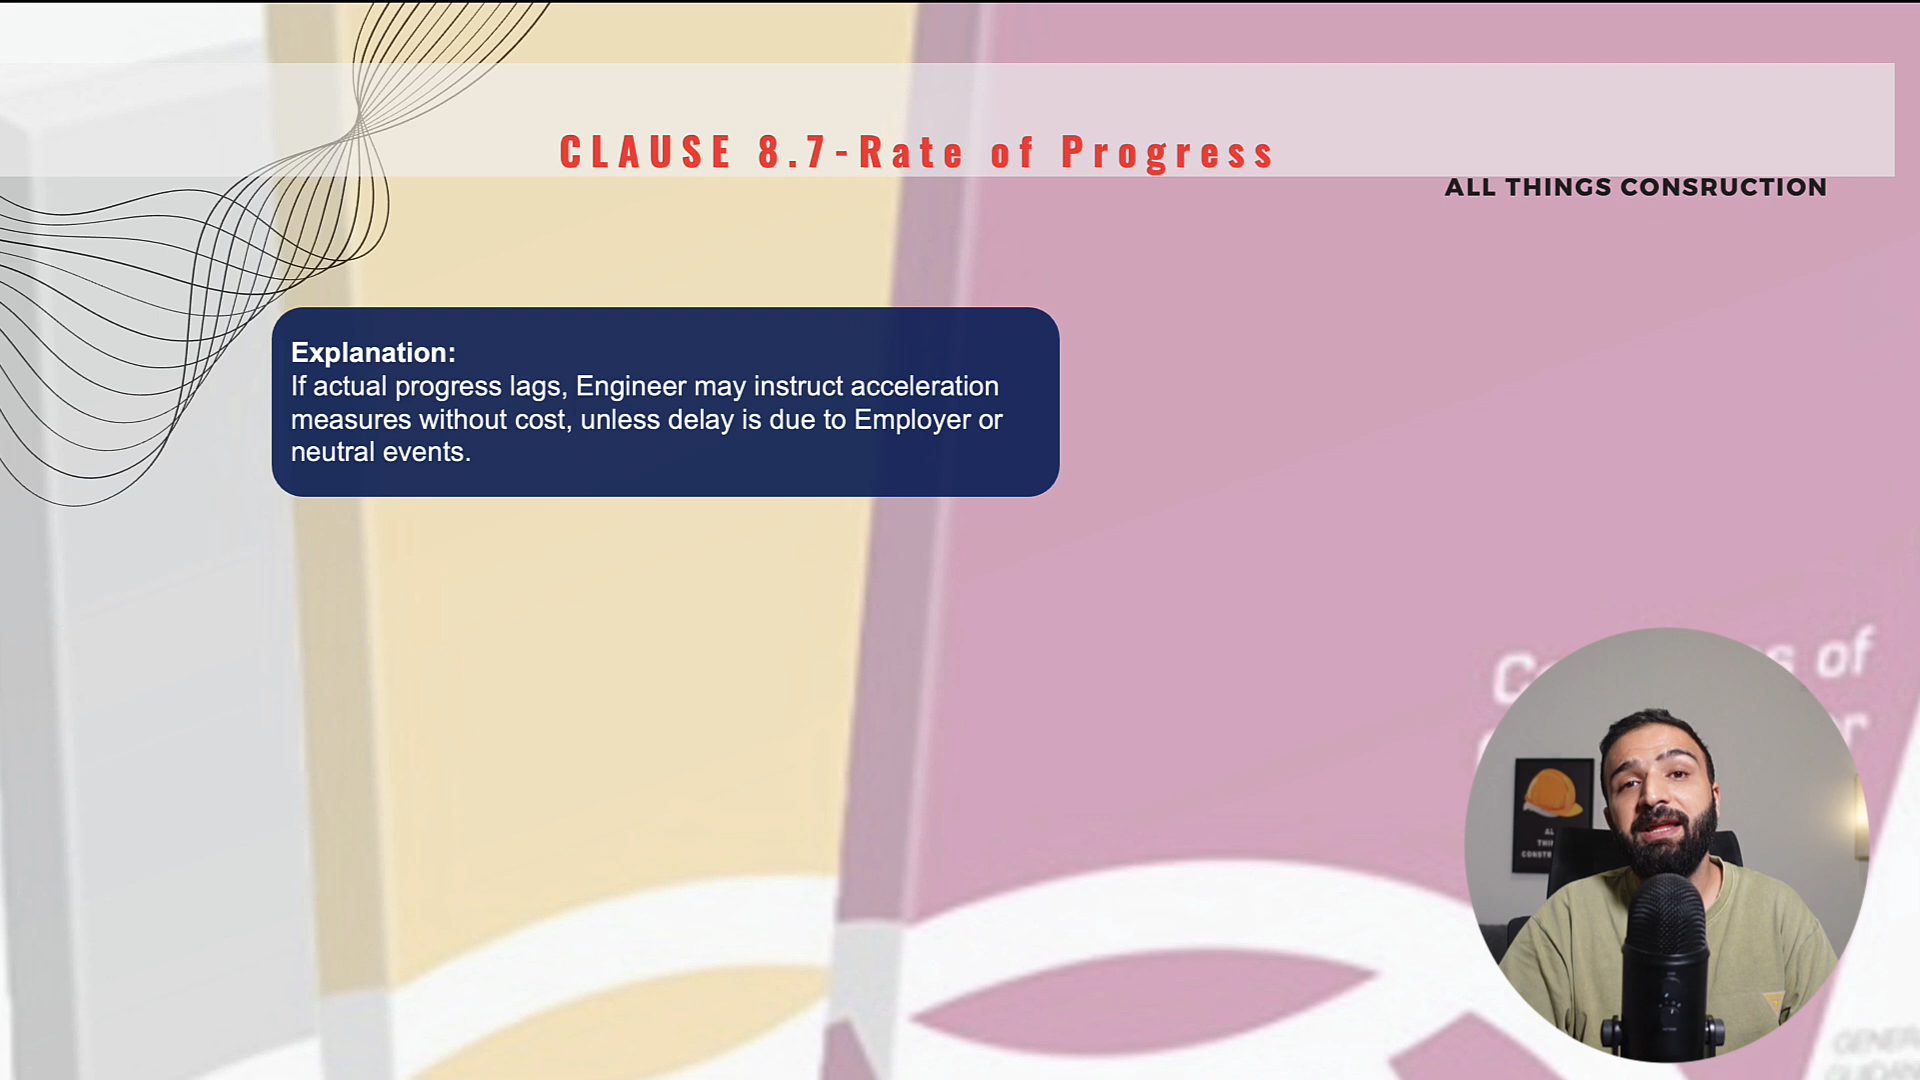 CLAUSE 8.7-Rate of Progress
ALL THINGS CONSRUCTION
Explanation:
If actual progress lags, Engineer may instruct acceleration
measures without cost, unless delay is due to Employer or
neutral events.
of